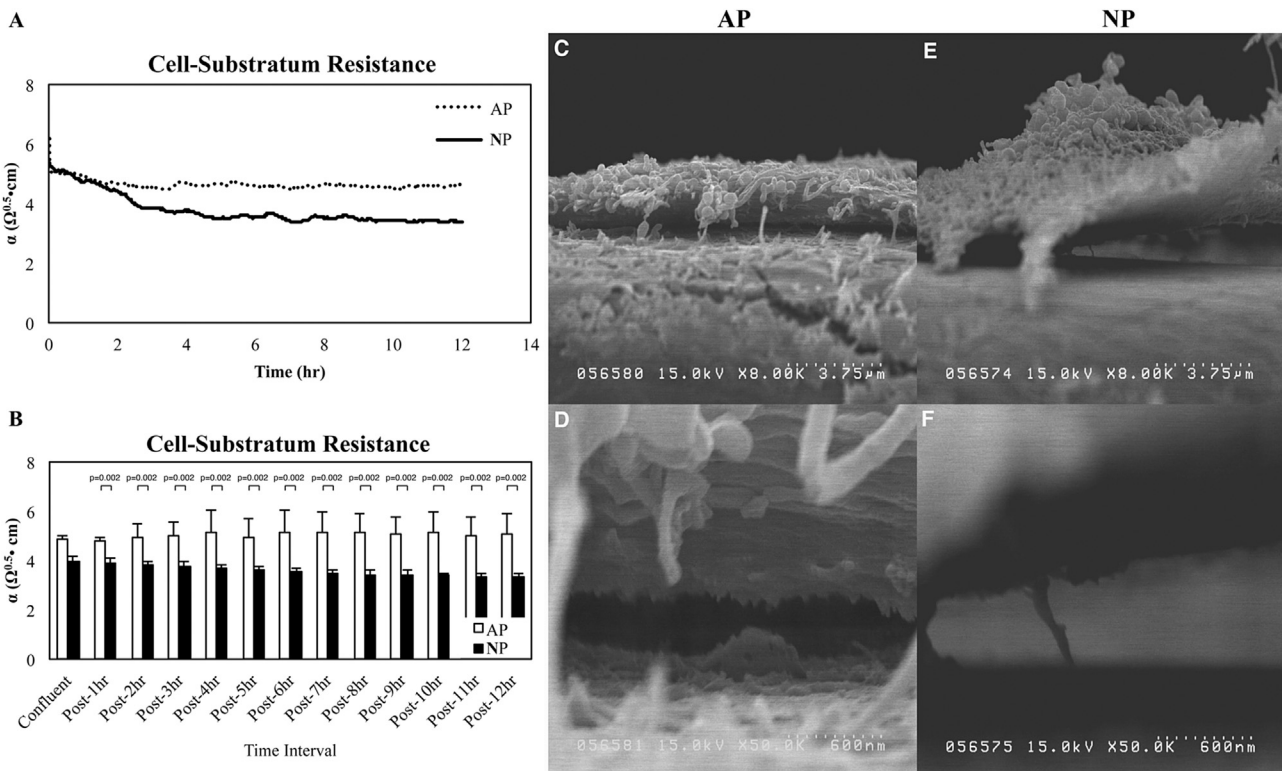 A
Cell-Substratum Resistance
8
6
4
2
0
α (Ω0.5•cm)
AP
NP
0 2 4 6 8 10 12 14
Time (hr)
B
Cell-Substratum Resistance
8
6
4
2
0
α (Ω0.5• cm)
p=0.002 p=0.002 p=0.002 p=0.002 p=0.002 p=0.002 p=0.002 p=0.002 p=0.002 p=0.002 p=0.002 p=0.002
AP
NP
Confluent Post-1hr Post-2hr Post-3hr Post-4hr Post-5hr Post-6hr Post-7hr Post-8hr Post-9hr Post-10hr Post-11hr Post-12hr
Time Interval
AP
NP
C
056580 15.0kV X8.00K 3.75μm
E
056574 15.0kV X8.00K 3.75μm
D
056581 15.0kV X50.0K 600nm
F
056575 15.0kV X50.0K 600nm